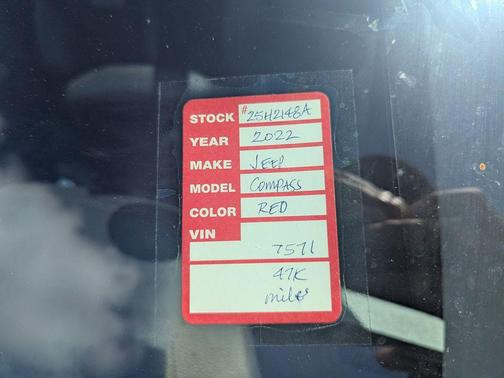 STOCK #25H2148A
YEAR 2022
MAKE JEEP
MODEL COMPASS
COLOR RED
VIN
7571
47K
miles